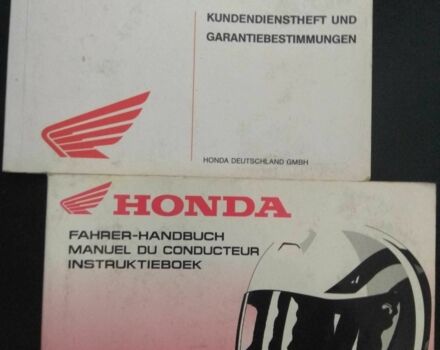 KUNDENDIENSTHEFT UND
GARANTIEBESTIMMUNGEN
HONDA DEUTSCHLAND GMBH
HONDA
FAHRER-HANDBUCH
MANUEL DU CONDUCTEUR
INSTRUKTIEBOEK